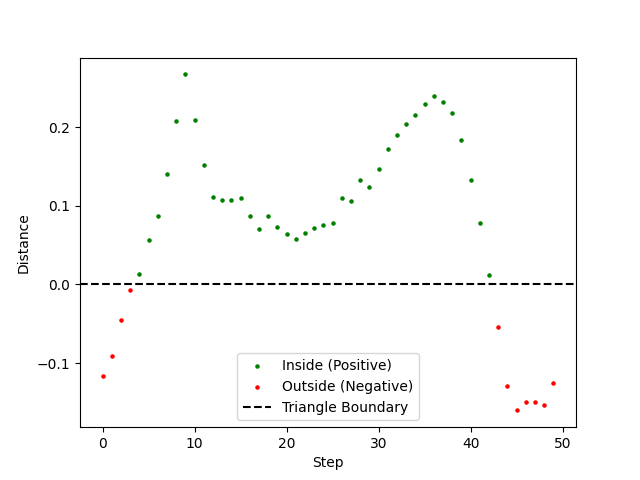 0.2
0.1
0.0
−0.1
Distance
Inside (Positive)
Outside (Negative)
Triangle Boundary
0 10 20 30 40 50
Step